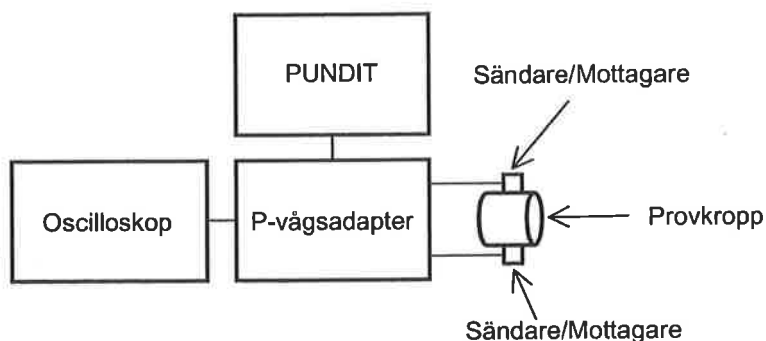 PUNDIT
Sändare/Mottagare
Oscilloskop
P-vågsadapter
Provkropp
Sändare/Mottagare